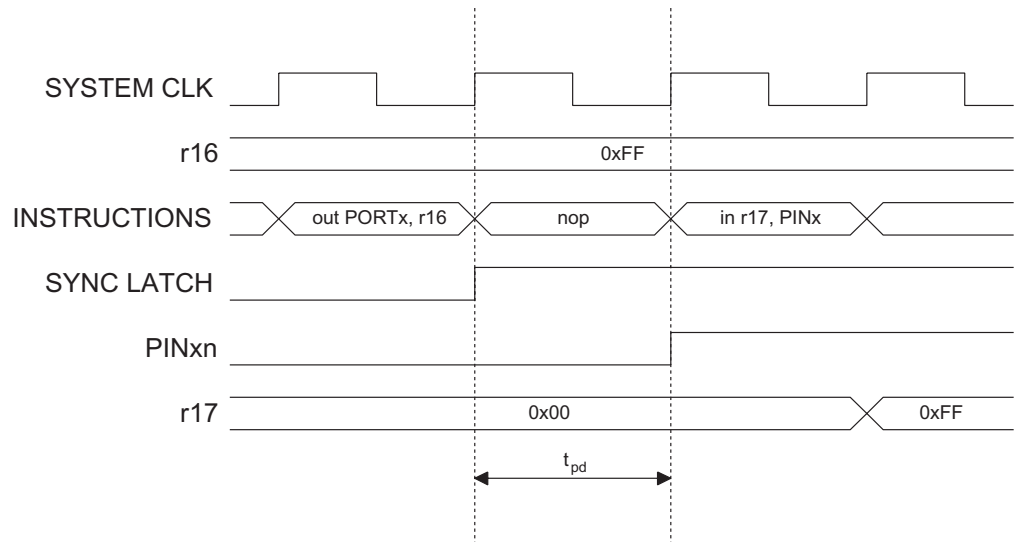 SYSTEM CLK
r16
0xFF
INSTRUCTIONS
out PORTx, r16
nop
in r17, PINx
SYNC LATCH
PINxn
r17
0x00
0xFF
tpd